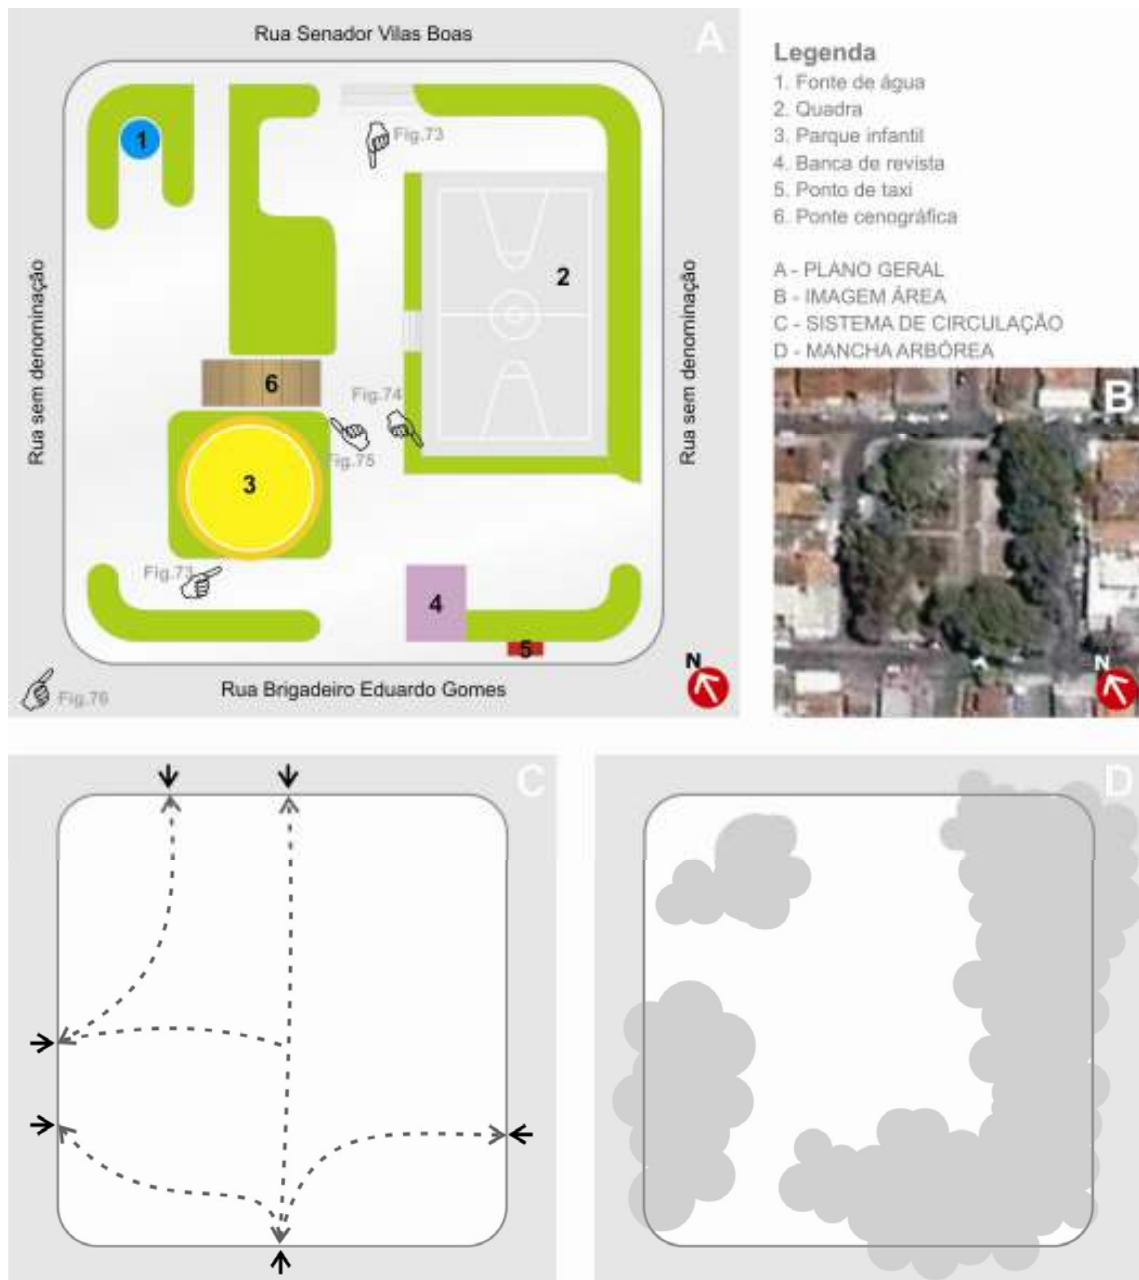 Rua Senador Vilas Boas
A
Fig.73
1
2
Rua sem denominação
Rua sem denominação
6
Fig.74
Fig.75
3
Fig.73
4
5
N
Rua Brigadeiro Eduardo Gomes
Fig.76
Legenda
1. Fonte de água
2. Quadra
3. Parque infantil
4. Banca de revista
5. Ponto de taxi
6. Ponte cenográfica
A - PLANO GERAL
B - IMAGEM ÁREA
C - SISTEMA DE CIRCULAÇÃO
D - MANCHA ARBÓREA
B
N
C
D